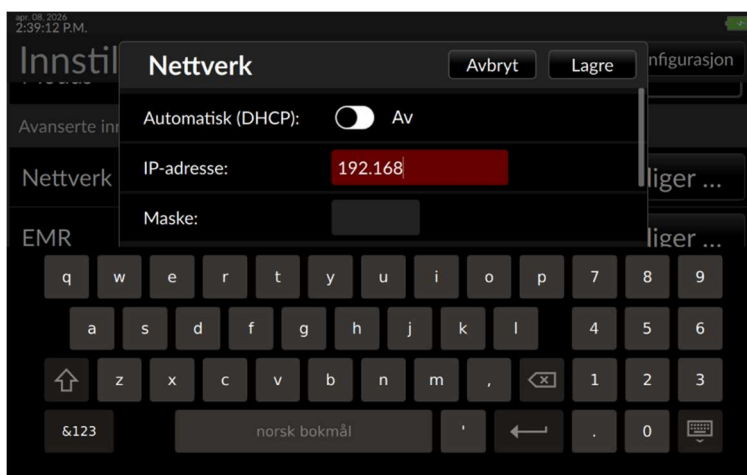 apr. 08, 2026
2:39:12 P.M.
Innstil
nfigurasjon
Nettverk
Avbryt
Lagre
Modus
Avanserte inn
Automatisk (DHCP):
Av
Nettverk
IP-adresse:
192.168
liger ...
Maske:
EMR
liger ...
q w e r t y u i o p 7 8 9
a s d f g h j k l 4 5 6
z x c v b n m , 1 2 3
&123 norsk bokmål ' . 0